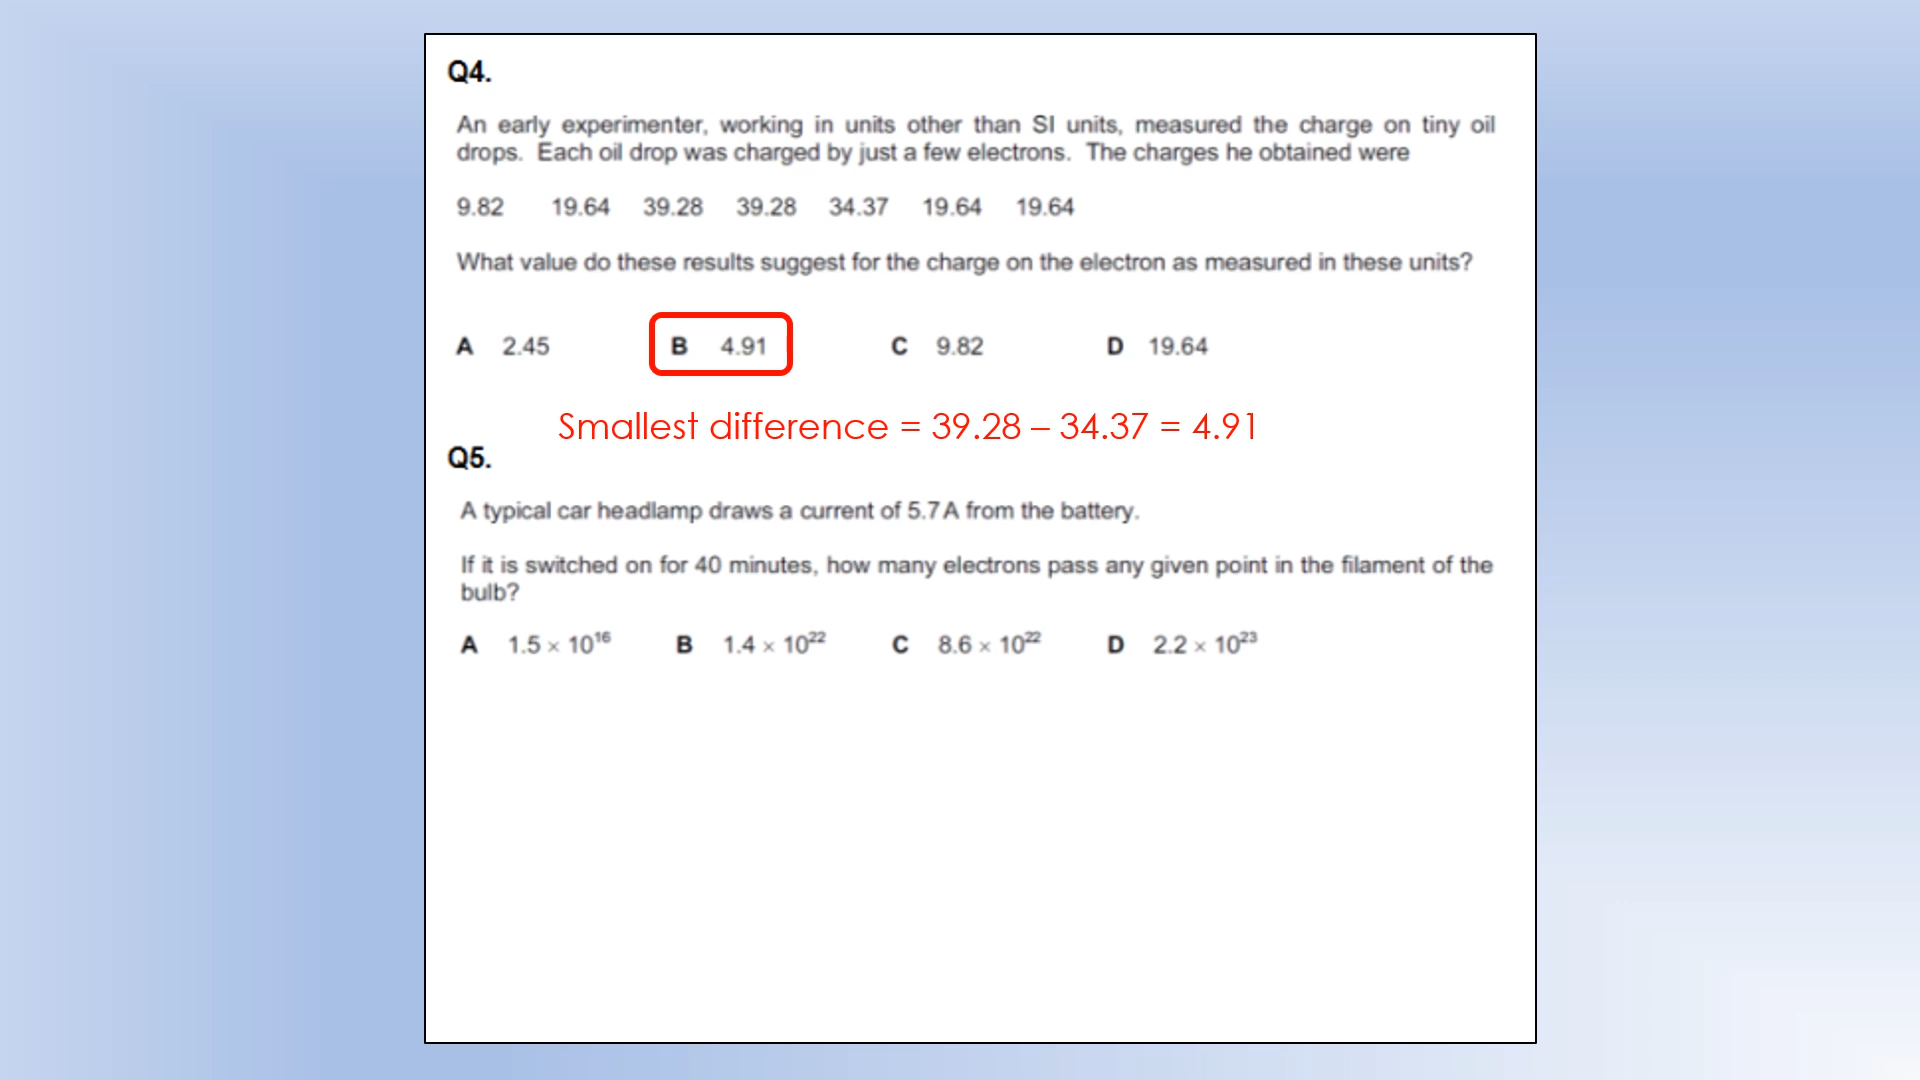 Q4.
An early experimenter, working in units other than SI units, measured the charge on tiny oil
drops. Each oil drop was charged by just a few electrons. The charges he obtained were
9.82 19.64 39.28 39.28 34.37 19.64 19.64
What value do these results suggest for the charge on the electron as measured in these units?
A 2.45 B 4.91 C 9.82 D 19.64
Smallest difference = 39.28 – 34.37 = 4.91
Q5.
A typical car headlamp draws a current of 5.7 A from the battery.
If it is switched on for 40 minutes, how many electrons pass any given point in the filament of the
bulb?
A 1.5 × 10¹⁶ B 1.4 × 10²² C 8.6 × 10²² D 2.2 × 10²³